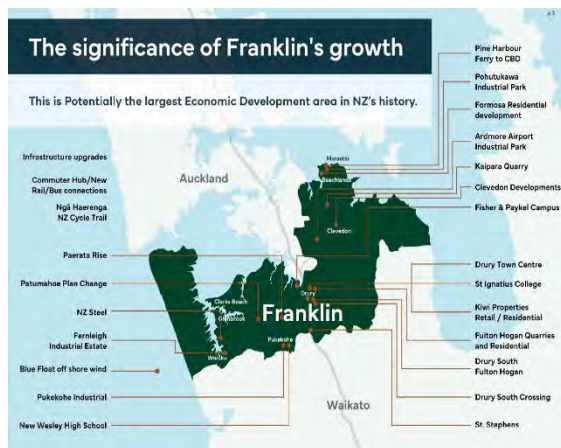 p 3
The significance of Franklin's growth
This is Potentially the largest Economic Development area in NZ's history.
Infrastructure upgrades
Commuter Hub/New
Rail/Bus connections
Ngā Haerenga
NZ Cycle Trail
Paerata Rise
Patumahoe Plan Change
NZ Steel
Fernleigh
Industrial Estate
Blue Float off shore wind
Pukekohe Industrial
New Wesley High School
Auckland
Maraetai
Beachlands
Clevedon
Clarks Beach
Glenbrook
Drury
Franklin
Pukekohe
Waiuku
Waikato
Pine Harbour
Ferry to CBD
Pohutukawa
Industrial Park
Formosa Residential
development
Ardmore Airport
Industrial Park
Kaipara Quarry
Clevedon Developments
Fisher & Paykel Campus
Drury Town Centre
St Ignatius College
Kiwi Properties
Retail / Residential
Fulton Hogan Quarries
and Residential
Drury South
Fulton Hogan
Drury South Crossing
St. Stephens